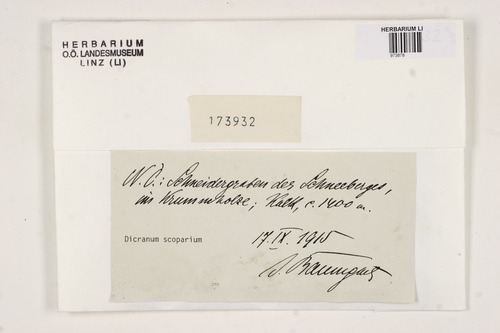 HERBARIUM
O.Ö. LANDESMUSEUM
LINZ (LI)
HERBARIUM LI
173932
N. Ö.: Schneidergraben des Schneeberges,
im Krummholze; Kalk, c. 1400 m.
Dicranum scoparium
17. IX. 1915
J. Baumgartner